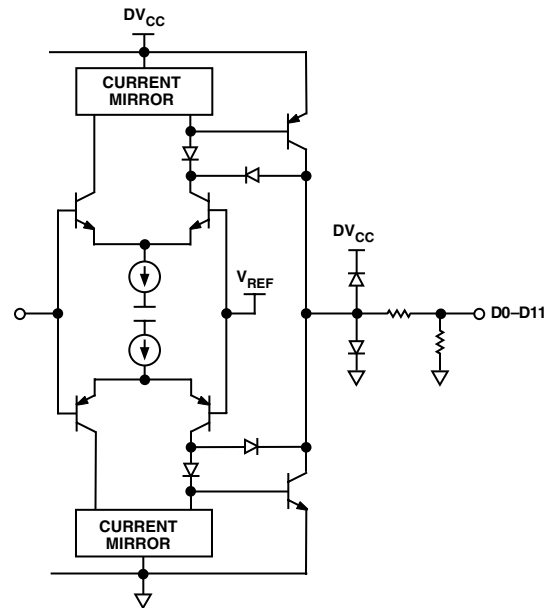 DVCC
CURRENT
MIRROR
DVCC
VREF
D0–D11
CURRENT
MIRROR